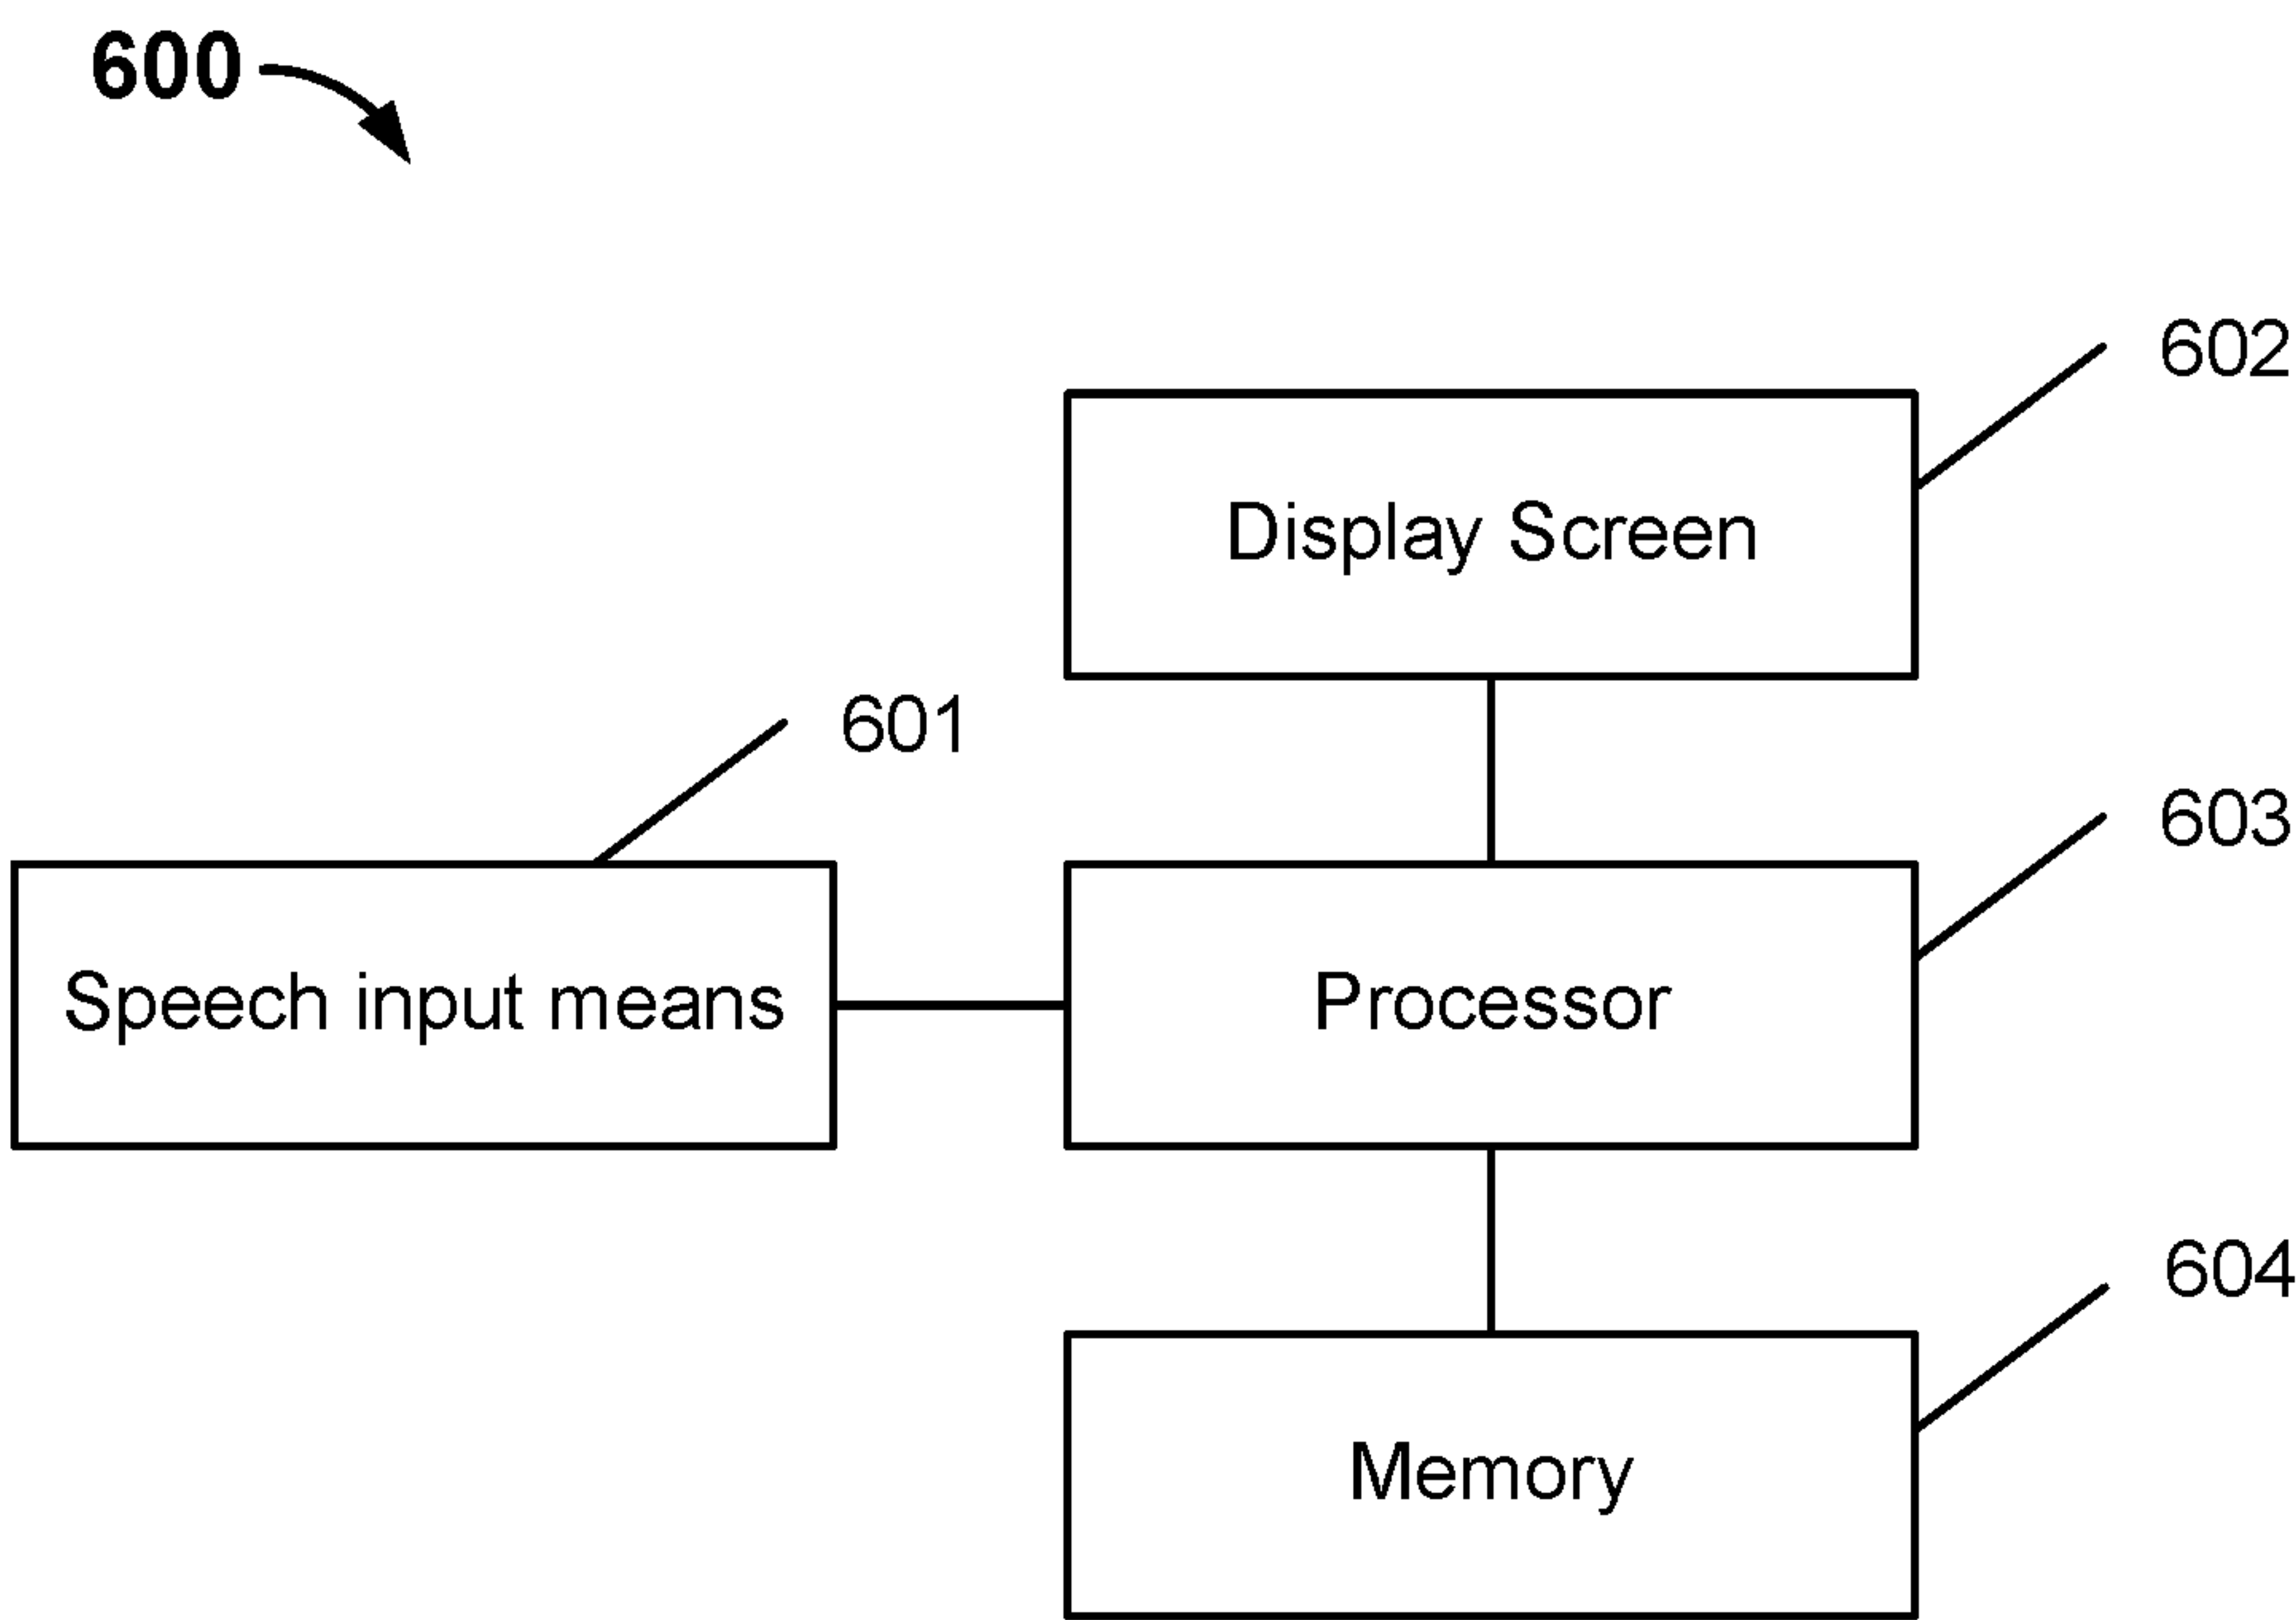 600
602
Display Screen
601
603
Speech input means
Processor
604
Memory